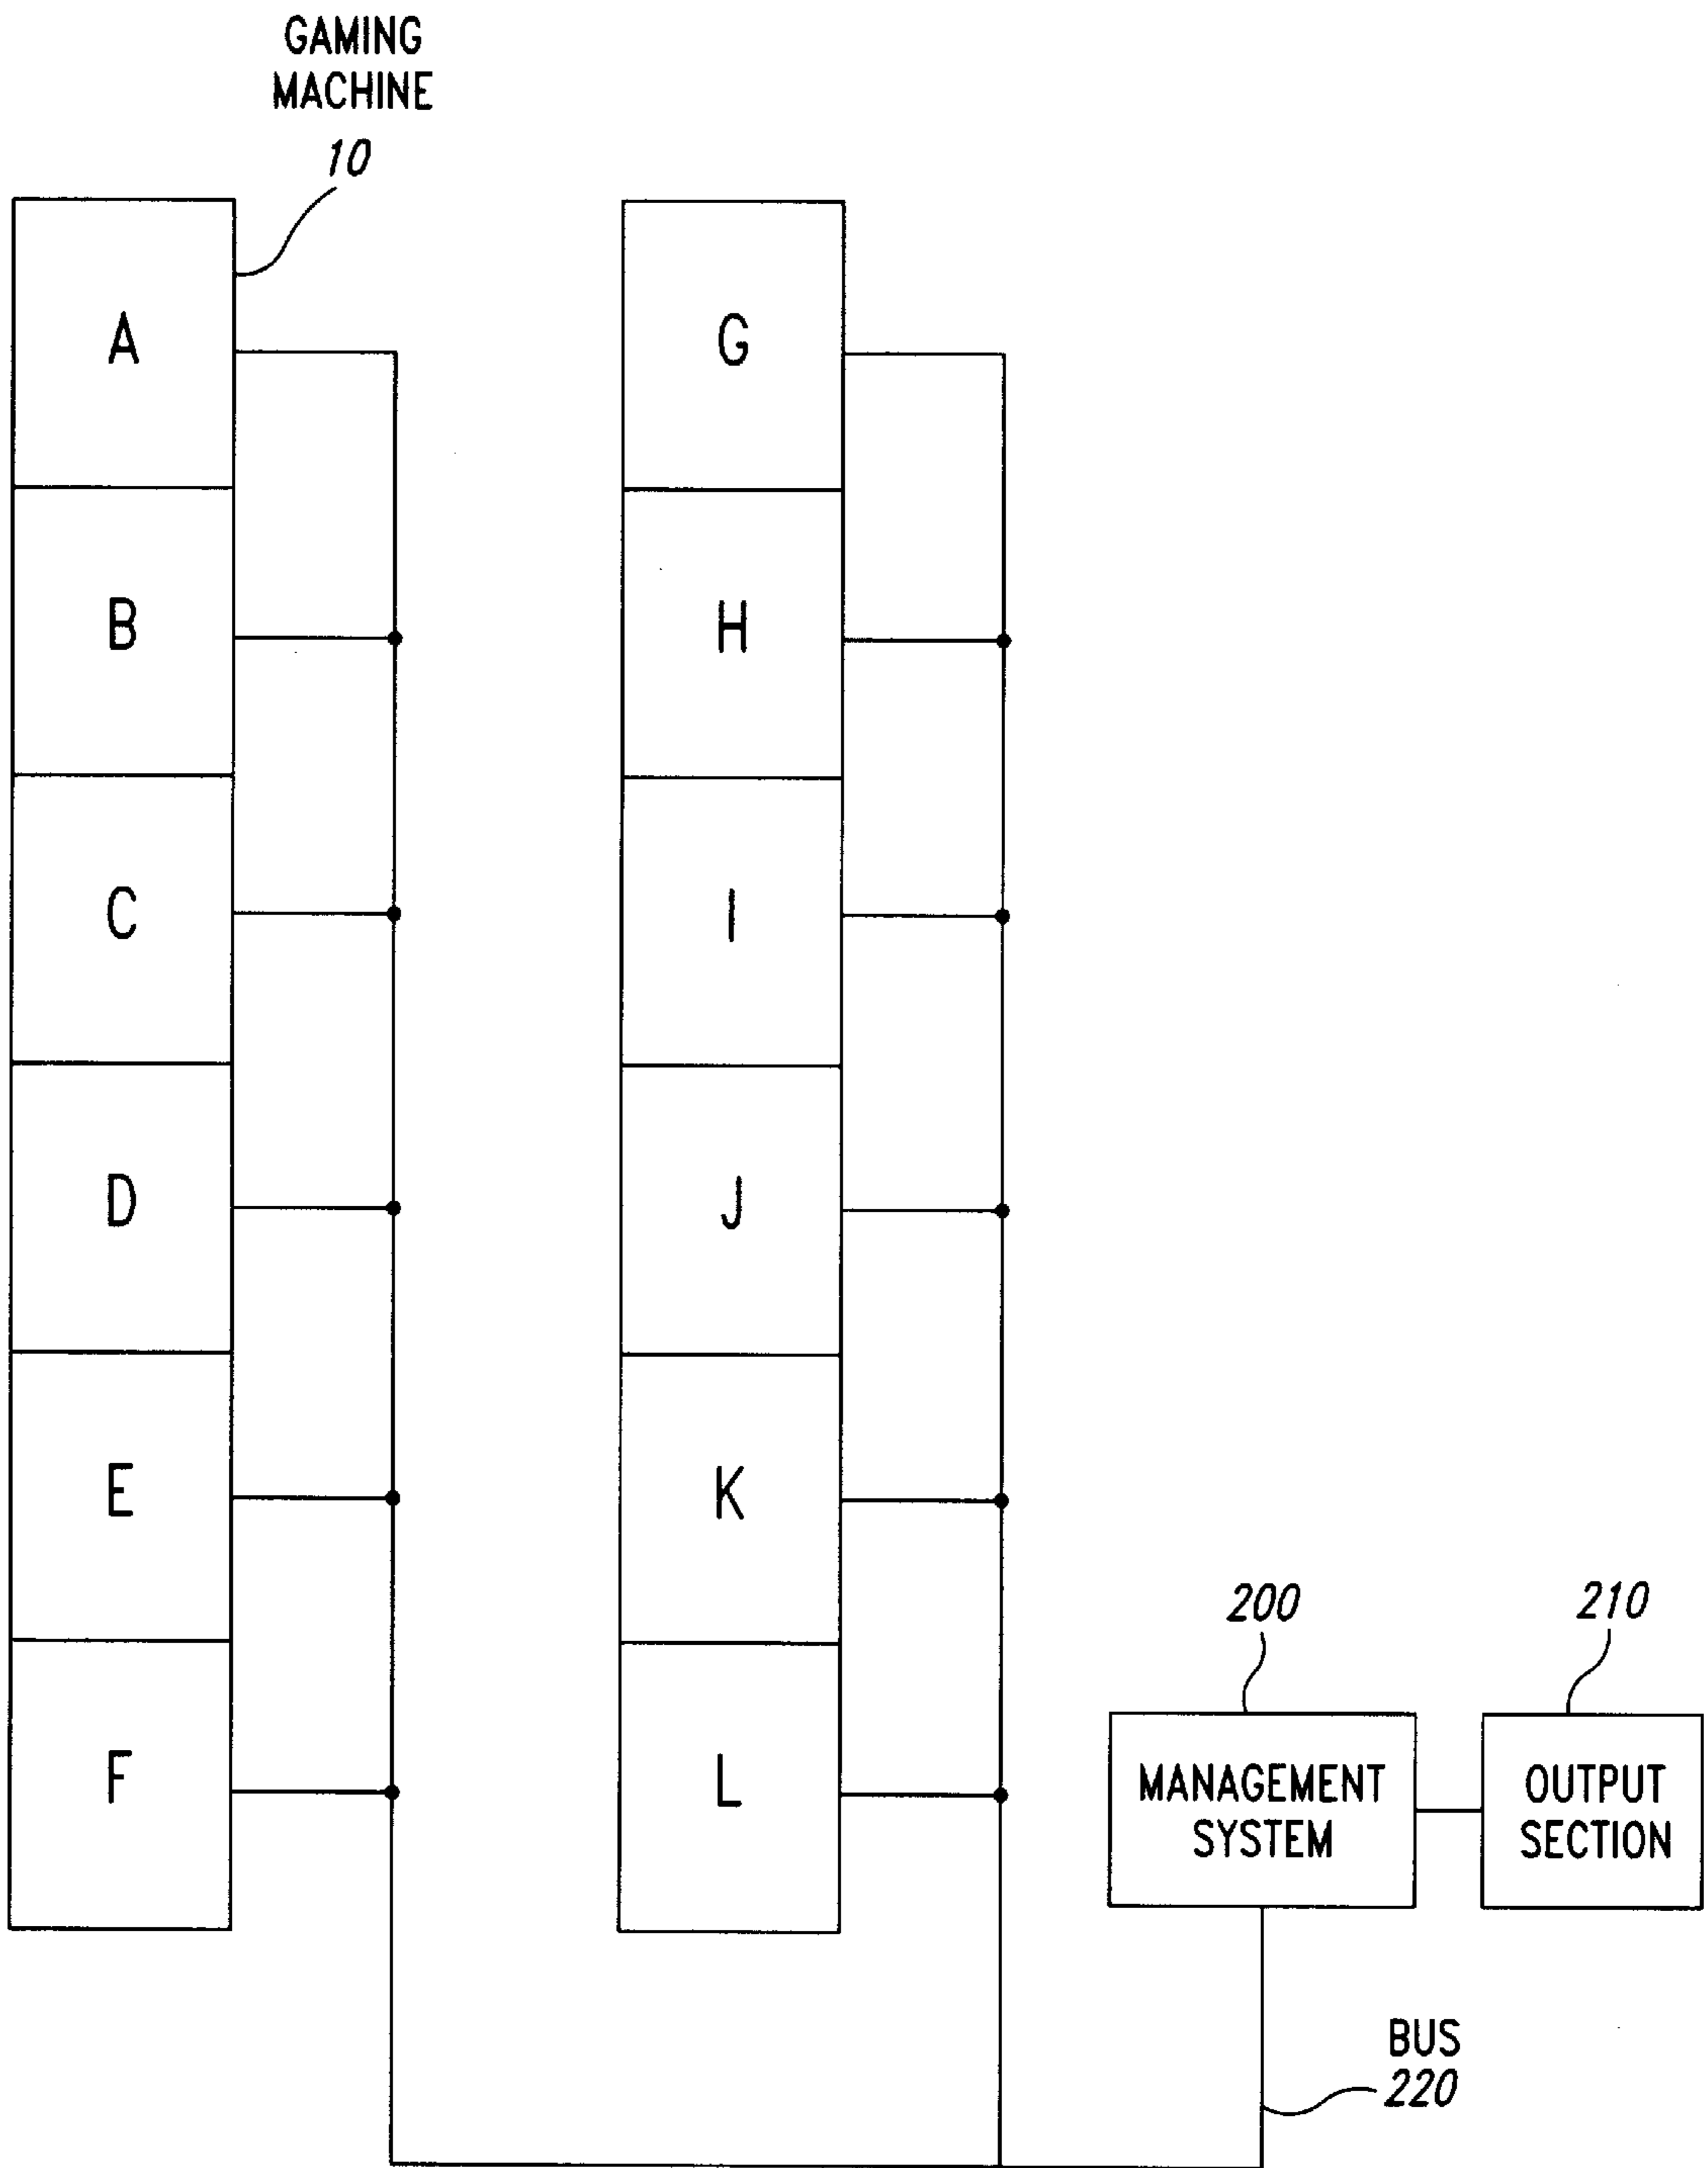 GAMING
MACHINE
10
A
B
C
D
E
F
G
H
I
J
K
L
200
210
MANAGEMENT
SYSTEM
OUTPUT
SECTION
BUS
220